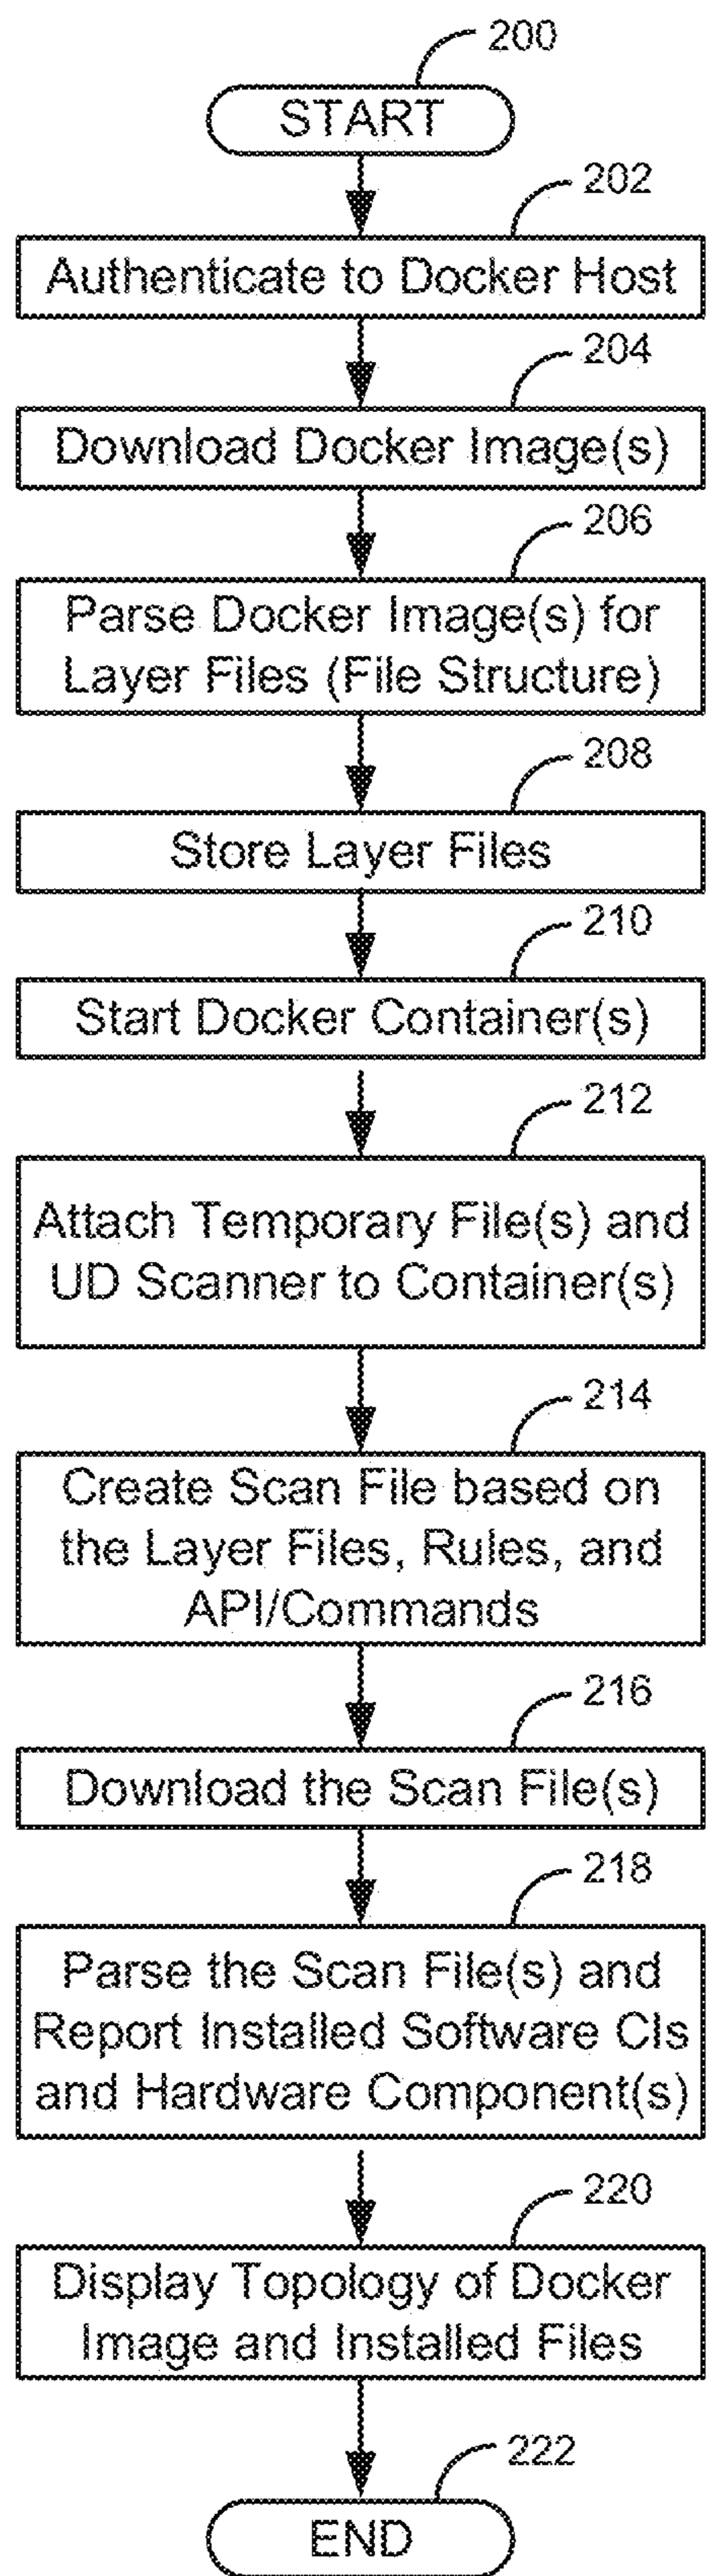 200
START
202
Authenticate to Docker Host
204
Download Docker Image(s)
206
Parse Docker Image(s) for
Layer Files (File Structure)
208
Store Layer Files
210
Start Docker Container(s)
212
Attach Temporary File(s) and
UD Scanner to Container(s)
214
Create Scan File based on
the Layer Files, Rules, and
API/Commands
216
Download the Scan File(s)
218
Parse the Scan File(s) and
Report Installed Software CIs
and Hardware Component(s)
220
Display Topology of Docker
Image and Installed Files
222
END